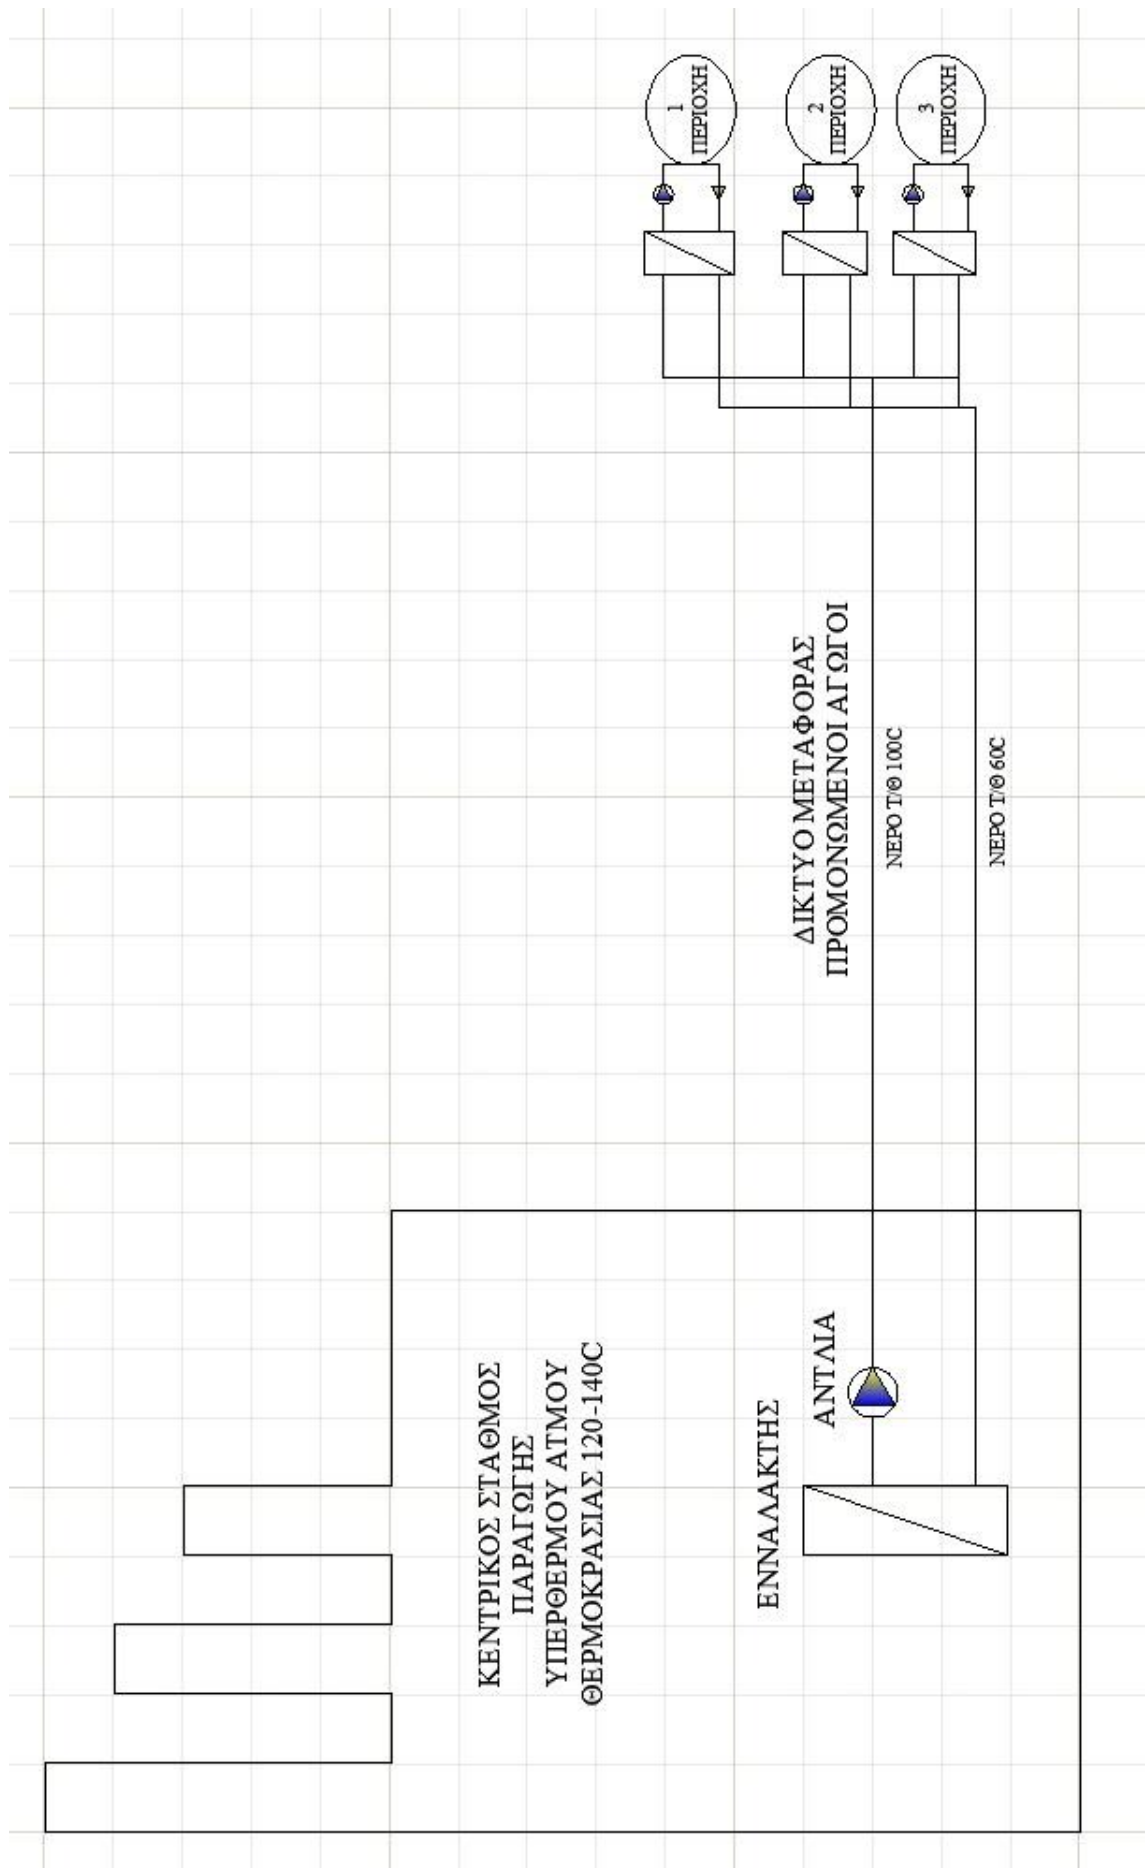 ΚΕΝΤΡΙΚΟΣ ΣΤΑΘΜΟΣ
ΠΑΡΑΓΩΓΗΣ
ΥΠΕΡΘΕΡΜΟΥ ΑΤΜΟΥ
ΘΕΡΜΟΚΡΑΣΙΑΣ 120-140C
ΕΝΝΑΛΑΚΤΗΣ
ΑΝΤΛΙΑ
ΔΙΚΤΥΟ ΜΕΤΑΦΟΡΑΣ
ΠΡΟΜΟΝΩΜΕΝΟΙ ΑΓΩΓΟΙ
ΝΕΡΟ Τ/Θ 100C
ΝΕΡΟ Τ/Θ 60C
1
ΠΕΡΙΟΧΗ
2
ΠΕΡΙΟΧΗ
3
ΠΕΡΙΟΧΗ